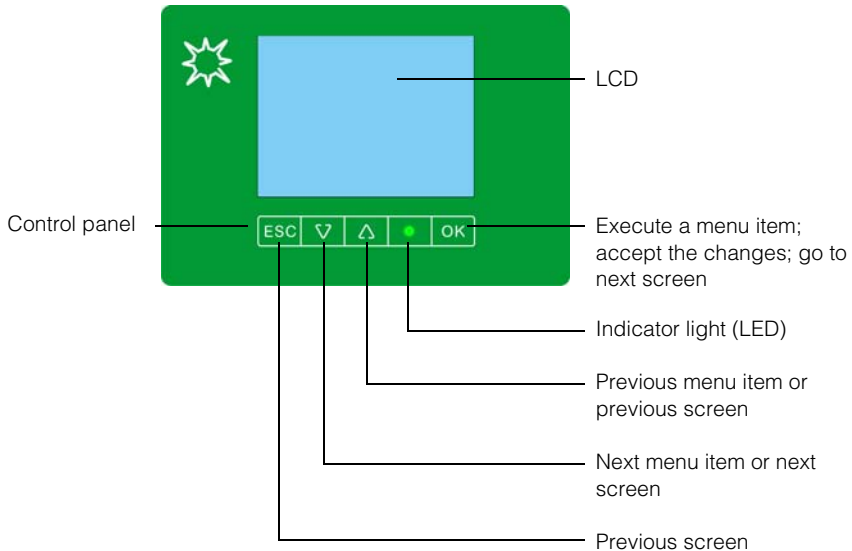 LCD
Control panel
ESC
OK
Execute a menu item;
accept the changes; go to
next screen
Indicator light (LED)
Previous menu item or
previous screen
Next menu item or next
screen
Previous screen